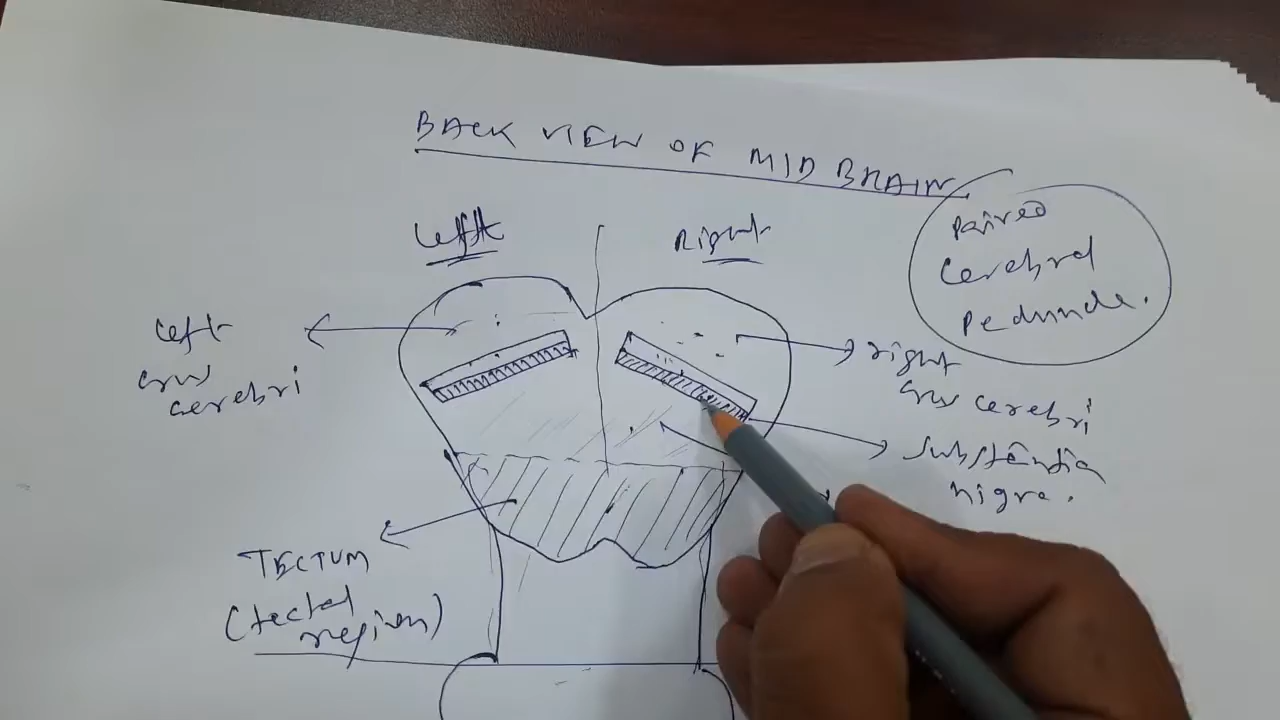 BACK VIEW OF MID BRAIN
Paired
Cerebral
Peduncle.
Left
Right
left
crus
cerebri
right
crus cerebri
Substantia
nigra.
TECTUM
(tectal
region)